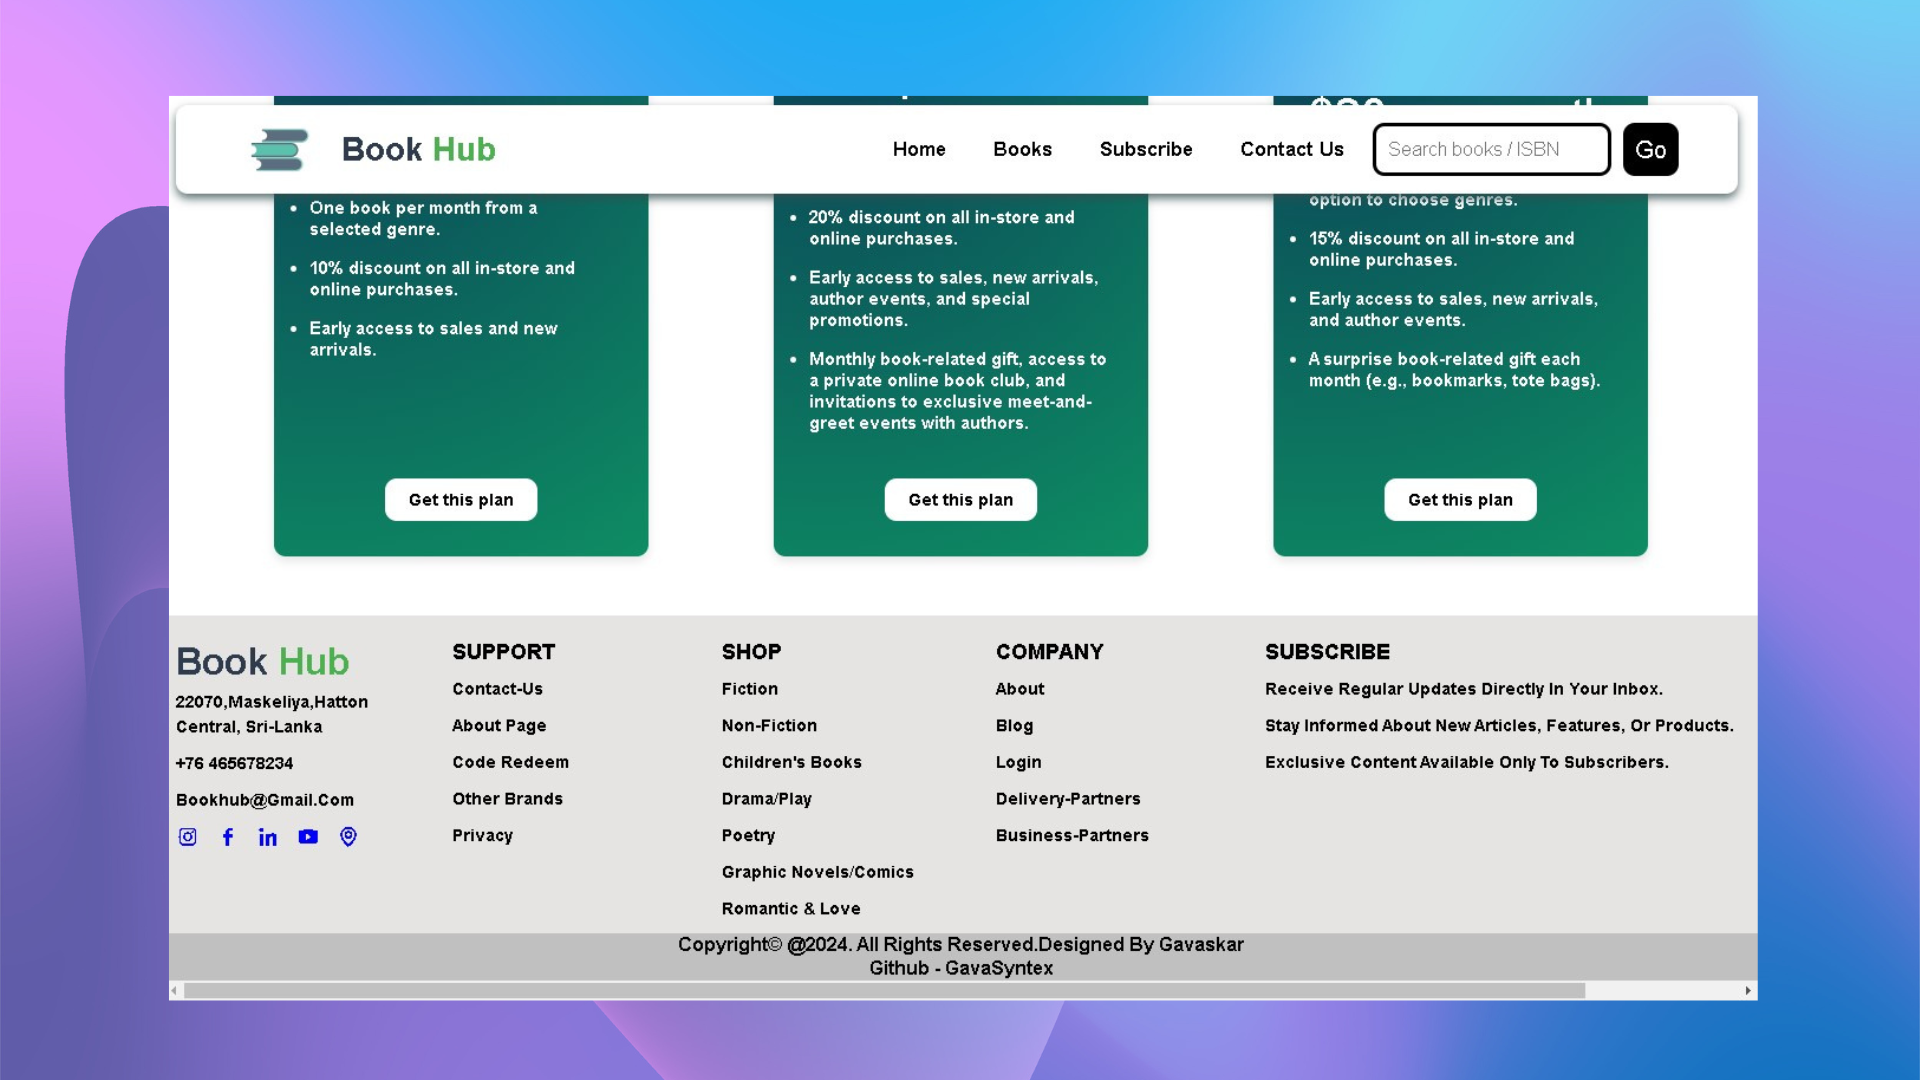 Book Hub
Home
Books
Subscribe
Contact Us
Search books / ISBN
Go
• One book per month from a
selected genre.
• 10% discount on all in-store and
online purchases.
• Early access to sales and new
arrivals.
Get this plan
• 20% discount on all in-store and
online purchases.
• Early access to sales, new arrivals,
author events, and special
promotions.
• Monthly book-related gift, access to
a private online book club, and
invitations to exclusive meet-and-
greet events with authors.
Get this plan
option to choose genres.
• 15% discount on all in-store and
online purchases.
• Early access to sales, new arrivals,
and author events.
• A surprise book-related gift each
month (e.g., bookmarks, tote bags).
Get this plan
Book Hub
22070,Maskeliya,Hatton
Central, Sri-Lanka
+76 465678234
Bookhub@Gmail.Com
SUPPORT
Contact-Us
About Page
Code Redeem
Other Brands
Privacy
SHOP
Fiction
Non-Fiction
Children's Books
Drama/Play
Poetry
Graphic Novels/Comics
Romantic & Love
COMPANY
About
Blog
Login
Delivery-Partners
Business-Partners
SUBSCRIBE
Receive Regular Updates Directly In Your Inbox.
Stay Informed About New Articles, Features, Or Products.
Exclusive Content Available Only To Subscribers.
Copyright© @2024. All Rights Reserved.Designed By Gavaskar
Github - GavaSyntex